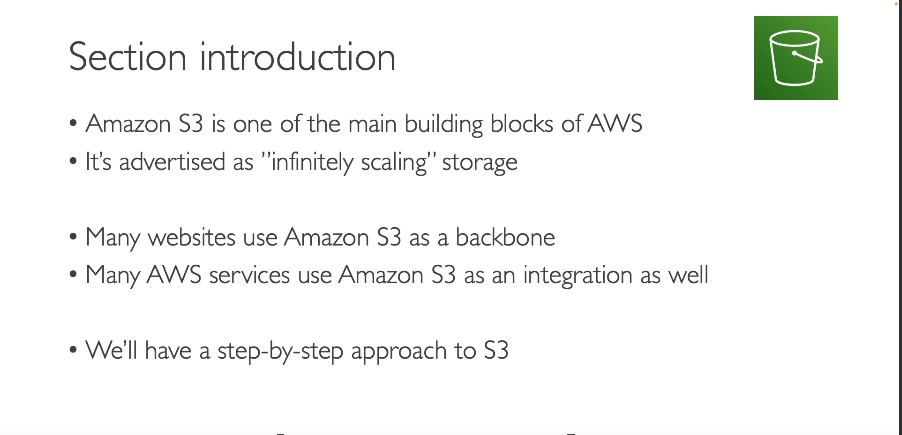 Section introduction
• Amazon S3 is one of the main building blocks of AWS
• It's advertised as ”infinitely scaling” storage
• Many websites use Amazon S3 as a backbone
• Many AWS services use Amazon S3 as an integration as well
• We'll have a step-by-step approach to S3